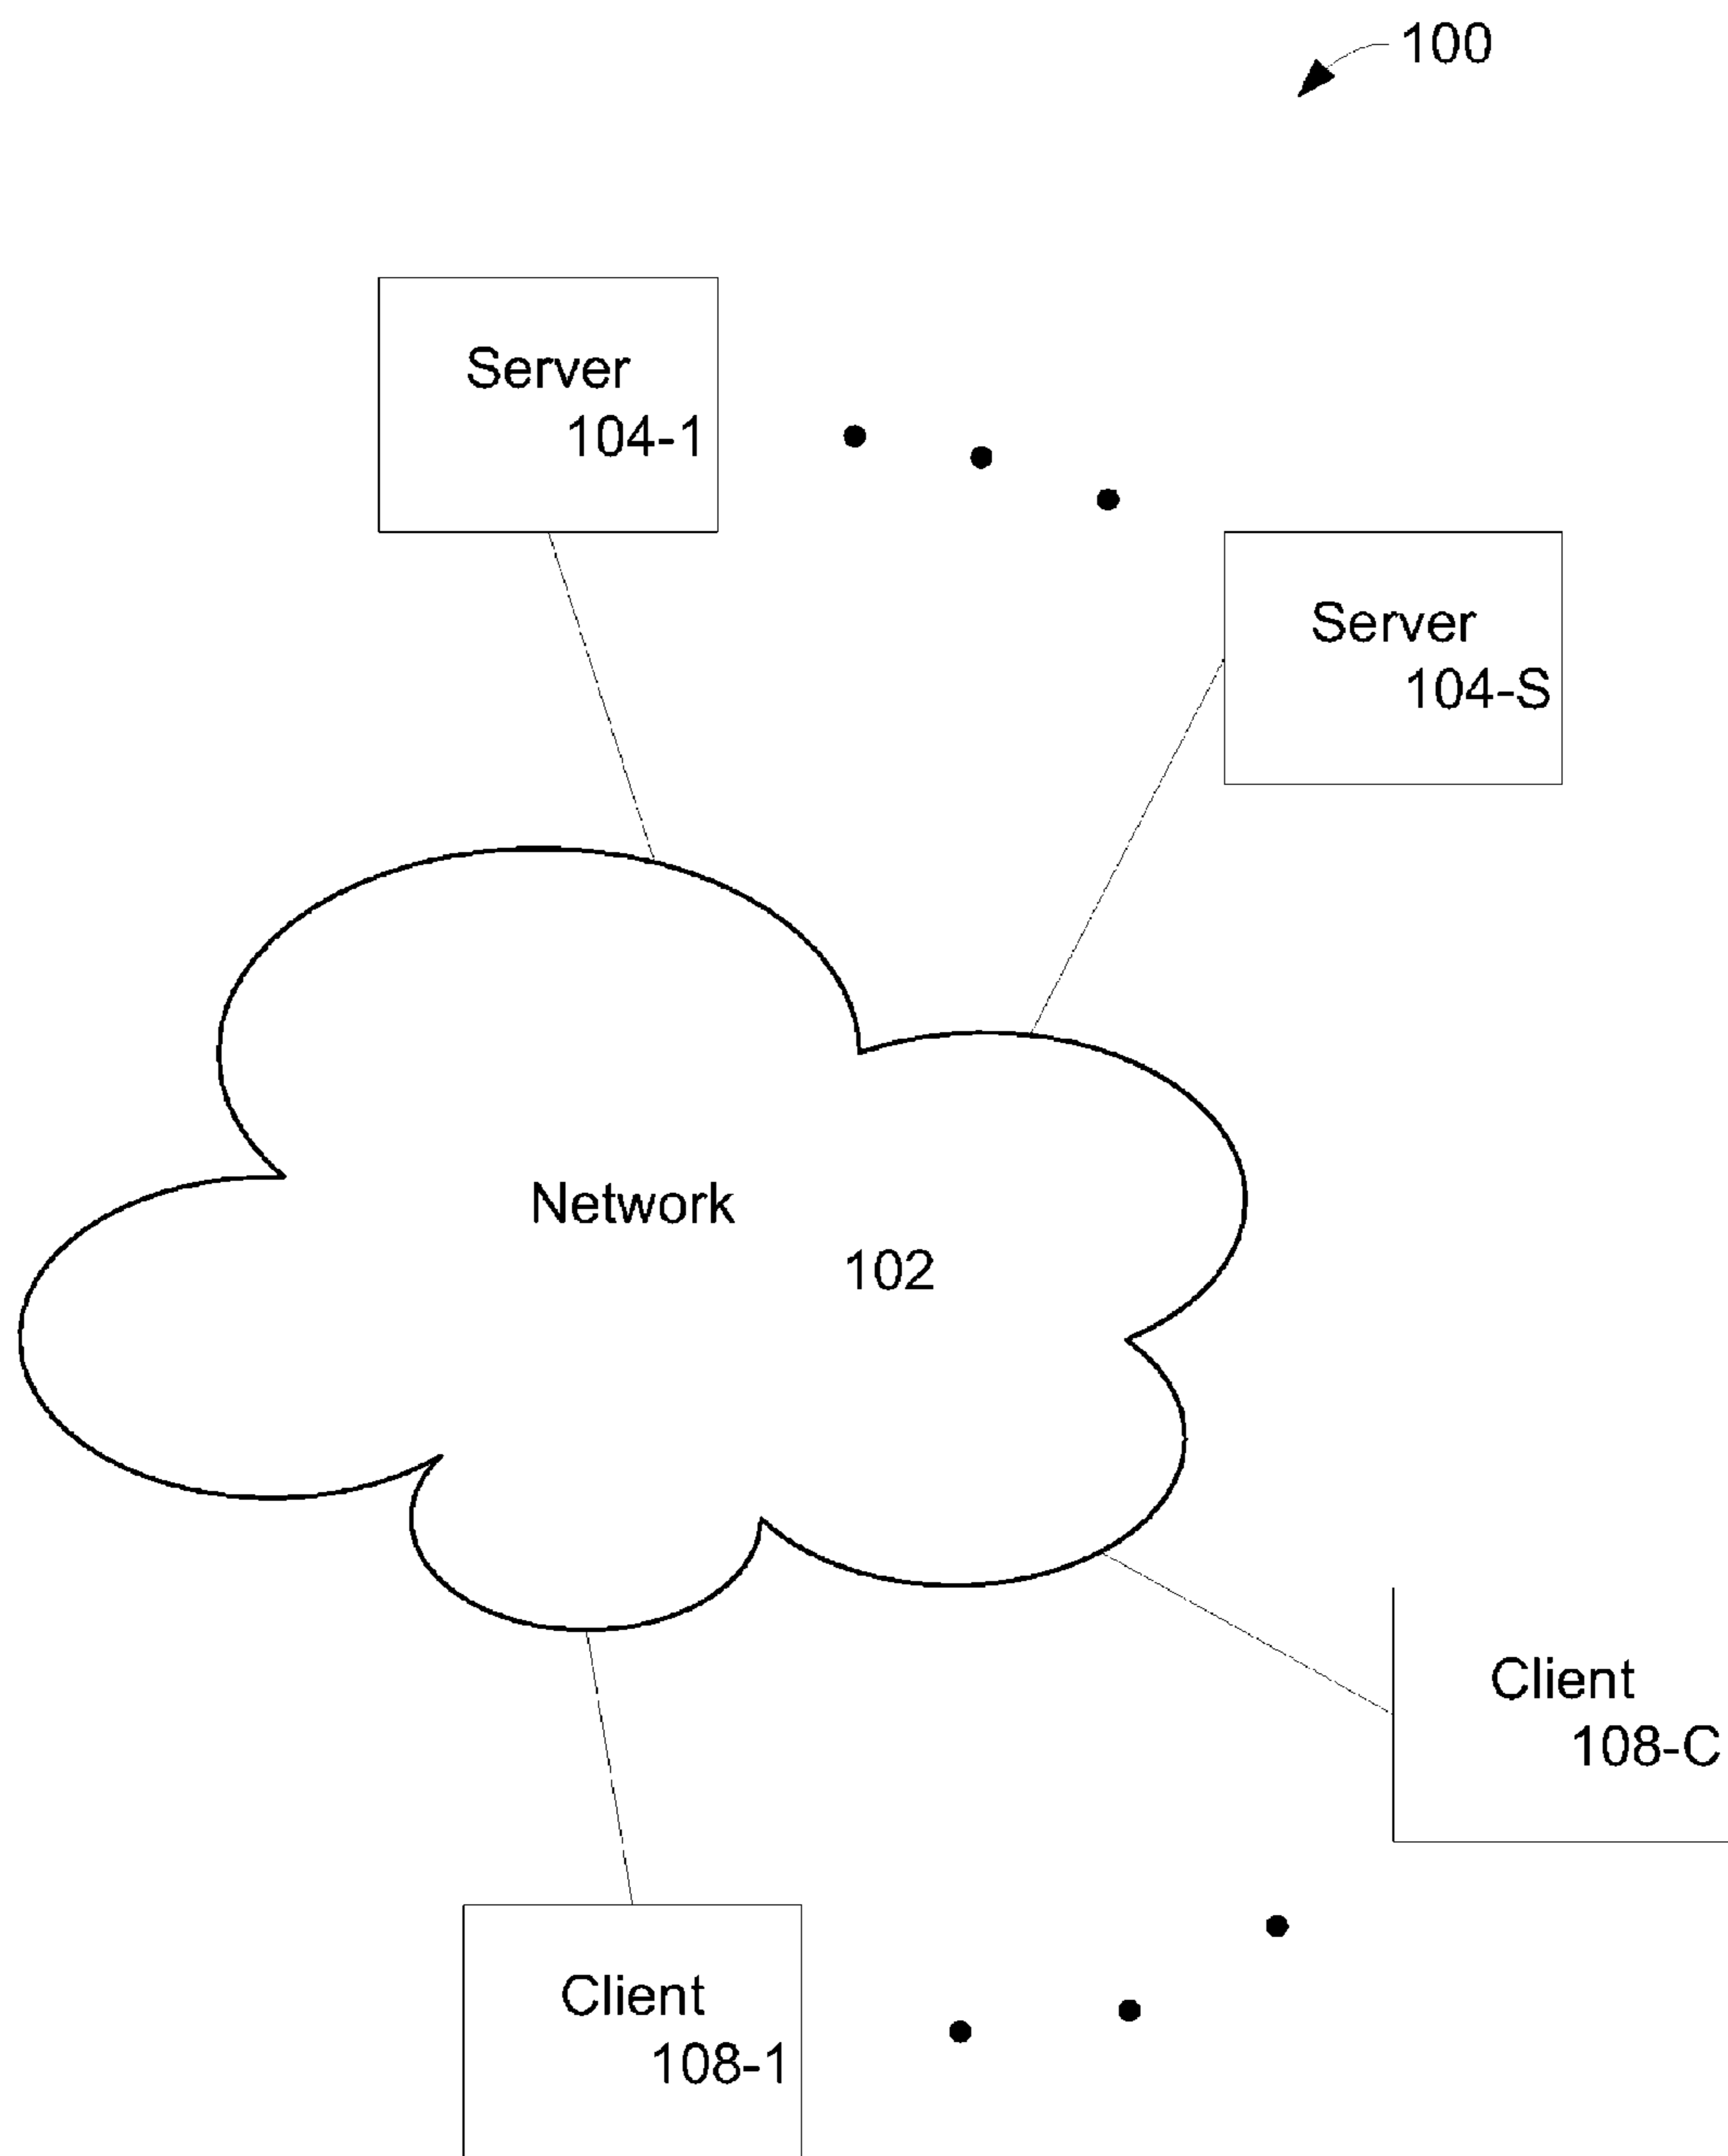 100
Server
104-1
Server
104-S
Network
102
Client
108-C
Client
108-1